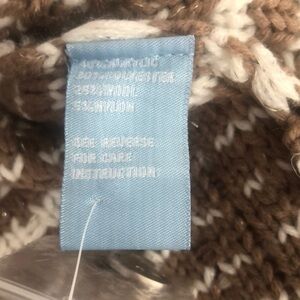 40%ACRYLIC
30%POLYESTER
25%WOOL
5%NYLON
SEE REVERSE
FOR CARE
INSTRUCTION